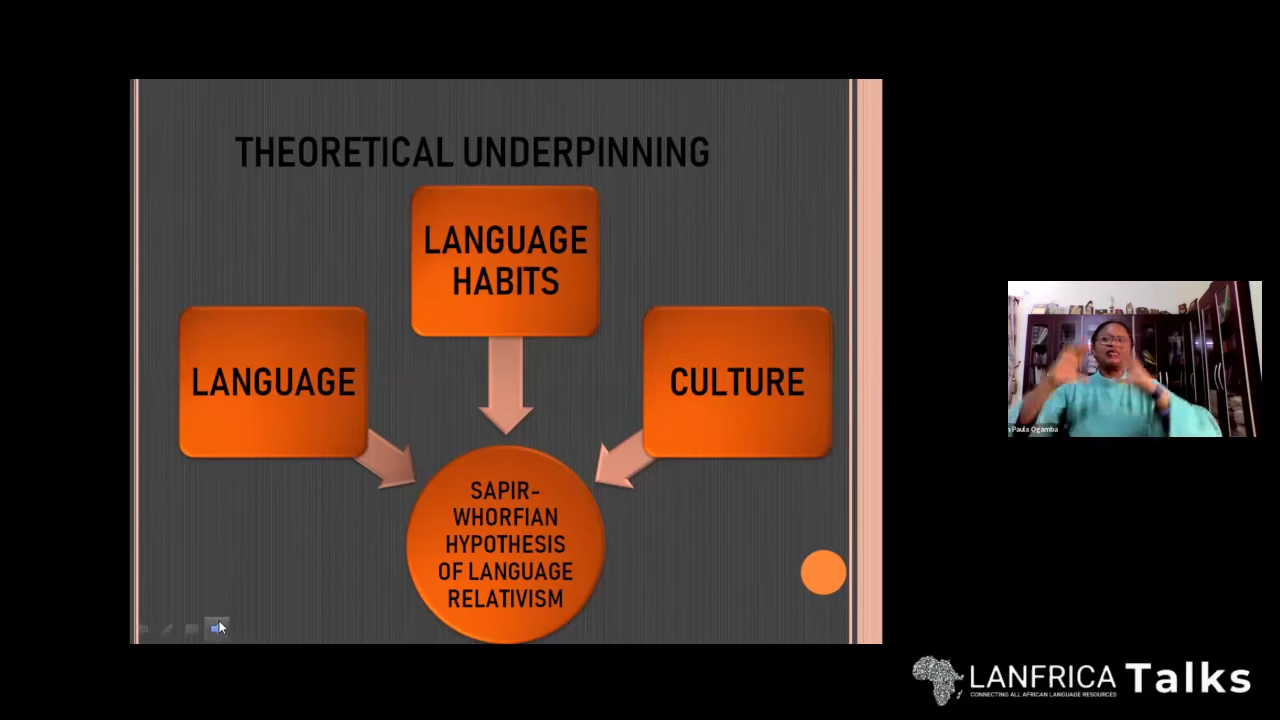 THEORETICAL UNDERPINNING
LANGUAGE
HABITS
LANGUAGE
CULTURE
SAPIR-
WHORFIAN
HYPOTHESIS
OF LANGUAGE
RELATIVISM
Paula Ogamba
LANFRICA Talks
CONNECTING ALL AFRICAN LANGUAGE RESOURCES